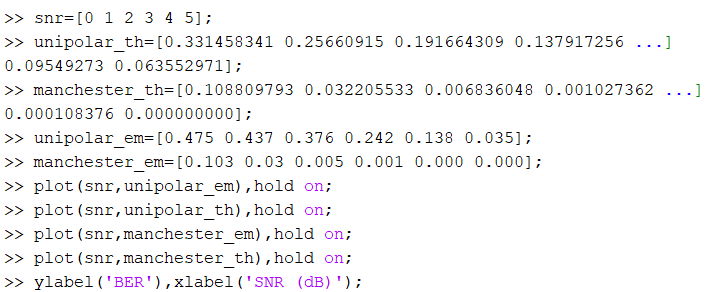 >> snr=[0 1 2 3 4 5];
>> unipolar_th=[0.331458341 0.25660915 0.191664309 0.137917256 ...]
0.09549273 0.063552971];
>> manchester_th=[0.108809793 0.032205533 0.006836048 0.001027362 ...]
0.000108376 0.000000000];
>> unipolar_em=[0.475 0.437 0.376 0.242 0.138 0.035];
>> manchester_em=[0.103 0.03 0.005 0.001 0.000 0.000];
>> plot(snr,unipolar_em),hold on;
>> plot(snr,unipolar_th),hold on;
>> plot(snr,manchester_em),hold on;
>> plot(snr,manchester_th),hold on;
>> ylabel('BER'),xlabel('SNR (dB)');